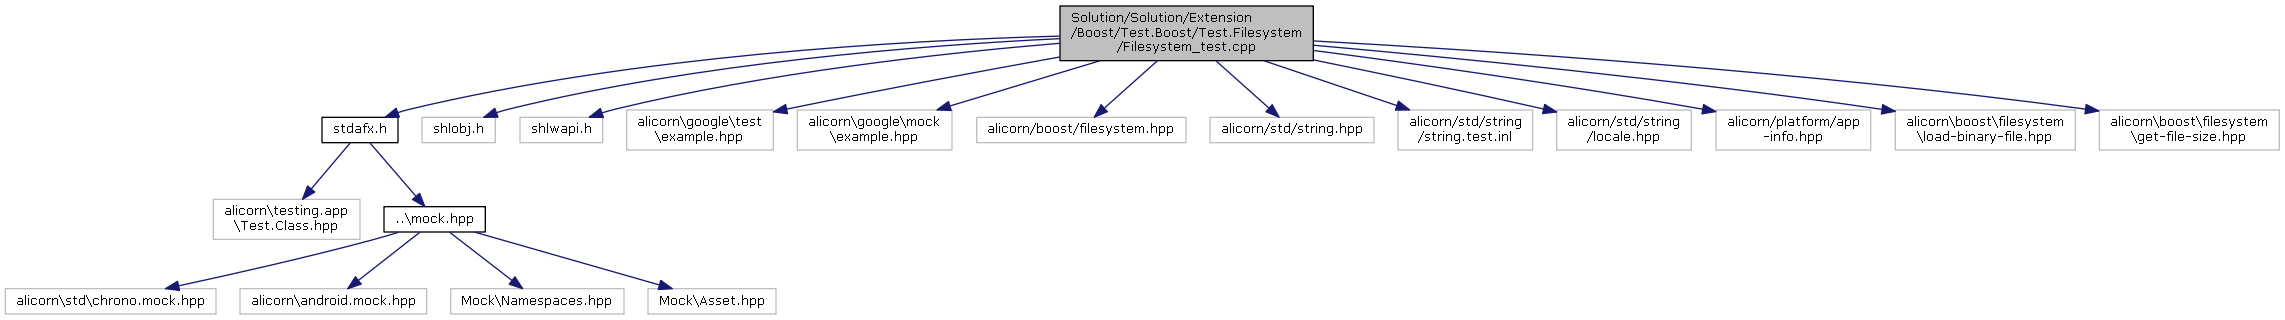 Solution/Solution/Extension
/Boost/Test.Boost/Test.Filesystem
/Filesystem_test.cpp
stdafx.h
shlobj.h
shlwapi.h
alicorn\google\test
\example.hpp
alicorn\google\mock
\example.hpp
alicorn/boost/filesystem.hpp
alicorn/std/string.hpp
alicorn/std/string
/string.test.inl
alicorn/std/string
/locale.hpp
alicorn/platform/app
-info.hpp
alicorn\boost\filesystem
\load-binary-file.hpp
alicorn\boost\filesystem
\get-file-size.hpp
alicorn\testing.app
\Test.Class.hpp
..\mock.hpp
alicorn\std\chrono.mock.hpp
alicorn\android.mock.hpp
Mock\Namespaces.hpp
Mock\Asset.hpp